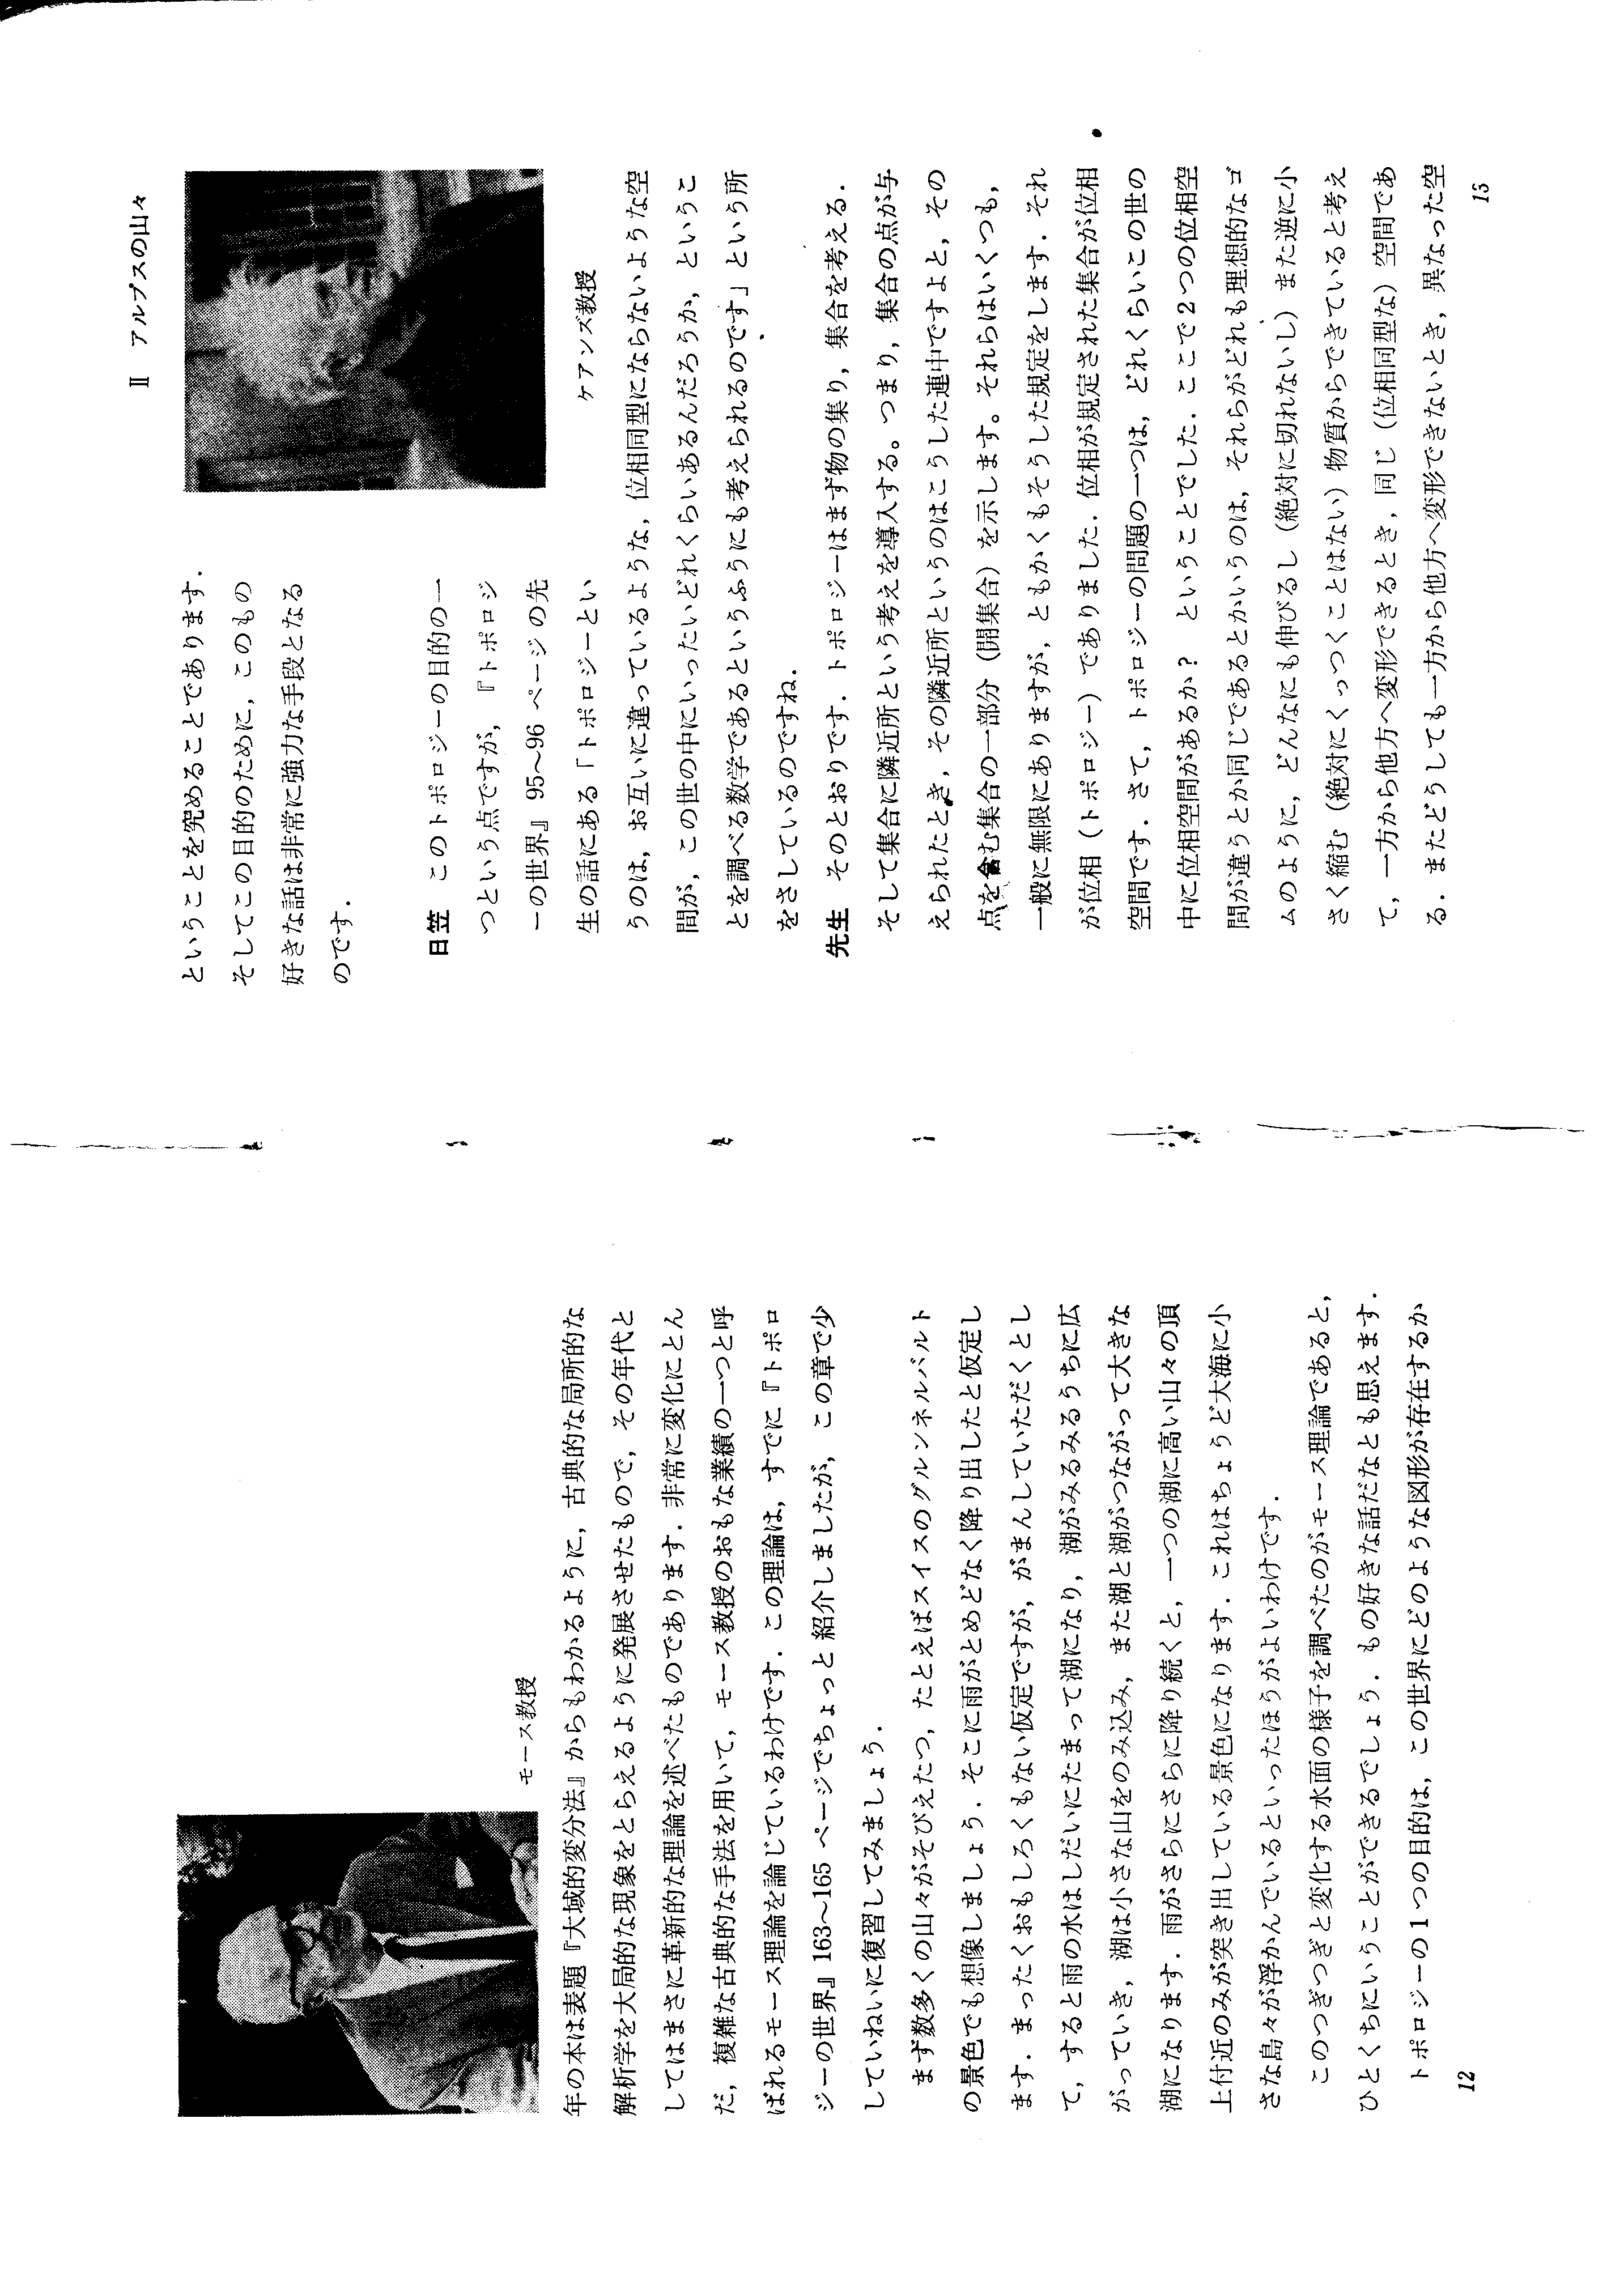 モース教授
年の本は表題『大域的変分法』からもわかるように，古典的な局所的な
解析学を大局的な現象をとらえるように発展させたもので，その年代と
してはまさに革新的な理論を述べたものであります．非常に変化にとん
だ，複雑な古典的な手法を用いて，モース教授のおもな業績の一つと呼
ばれるモース理論を論じているわけです．この理論は，すでに『トポロ
ジーの世界』163〜165 ページでちょっと紹介しましたが，この章で少
していねいに復習してみましょう．
まず数多くの山々がそびえたつ，たとえばスイスのグルンネルバルト
の景色でも想像しましょう．そこに雨がとめどなく降り出したと仮定し
ます．まったくおもしろくもない仮定ですが，がまんしていただくとし
て，すると雨の水はしだいにたまって湖になり，湖がみるみるうちに広
がっていき，湖は小さな山をのみ込み，また湖と湖がつながって大きな
湖になります．雨がさらにさらに降り続くと，一つの湖に高い山々の頂
上付近のみが突き出している景色になります．これはちょうど大海に小
さな島々が浮かんでいるといったほうがよいわけです．
このつぎつぎと変化する水面の様子を調べたのがモース理論であると，
ひとくちにいうことができるでしょう．もの好きな話だなとも思えます．
トポロジーの1つの目的は，この世界にどのような図形が存在するか
12
II アルプスの山々
ということを究めることであります．
そしてこの目的のために，このもの
好きな話は非常に強力な手段となる
のです．
ケアンズ教授
日笠 このトポロジーの目的の一
つという点ですが，『トポロジ
ーの世界』95〜96 ページの先
生の話にある「トポロジーとい
うのは，お互いに違っているような，位相同型にならないような空
間が，この世の中にいったいどれくらいあるんだろうか，というこ
とを調べる数学であるというふうにも考えられるのです」という所
をさしているのですね．
先生 そのとおりです．トポロジーはまず物の集り，集合を考える．
そして集合に隣近所という考えを導入する。つまり，集合の点が与
えられたとき，その隣近所というのはこうした連中ですよと，その
点を含む集合の一部分（開集合）を示します。それらはいくつも，
一般に無限にありますが，ともかくもそうした規定をします．それ
が位相（トポロジー）でありました．位相が規定された集合が位相
空間です．さて，トポロジーの問題の一つは，どれくらいこの世の
中に位相空間があるか？ ということでした．ここで2つの位相空
間が違うとか同じであるとかいうのは，それらがどれも理想的なゴ
ムのように，どんなにも伸びるし（絶対に切れないし）また逆に小
さく縮む（絶対にくっつくことはない）物質からできていると考え
て，一方から他方へ変形できるとき，同じ（位相同型な）空間であ
る．またどうしても一方から他方へ変形できないとき，異なった空
13